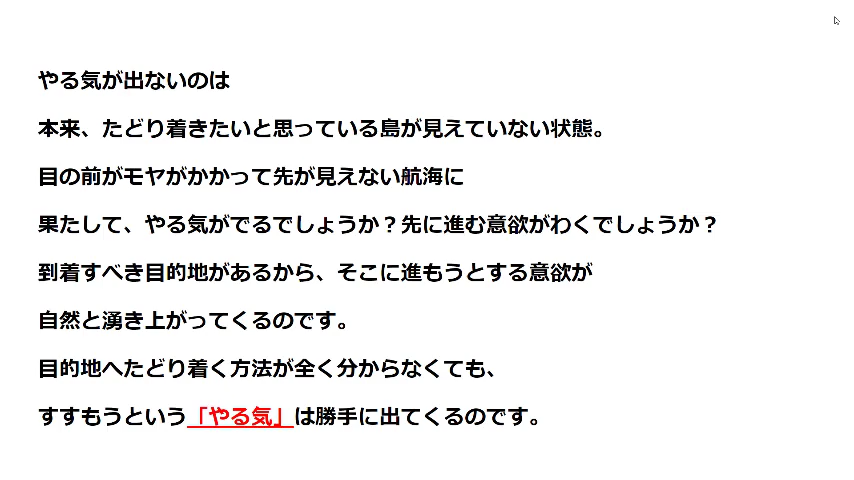 やる気が出ないのは
本来、たどり着きたいと思っている島が見えていない状態。
目の前がモヤがかかって先が見えない航海に
果たして、やる気がでるでしょうか？先に進む意欲がわくでしょうか？
到着すべき目的地があるから、そこに進もうとする意欲が
自然と湧き上がってくるのです。
目的地へたどり着く方法が全く分からなくても、
すすもうという「やる気」は勝手に出てくるのです。